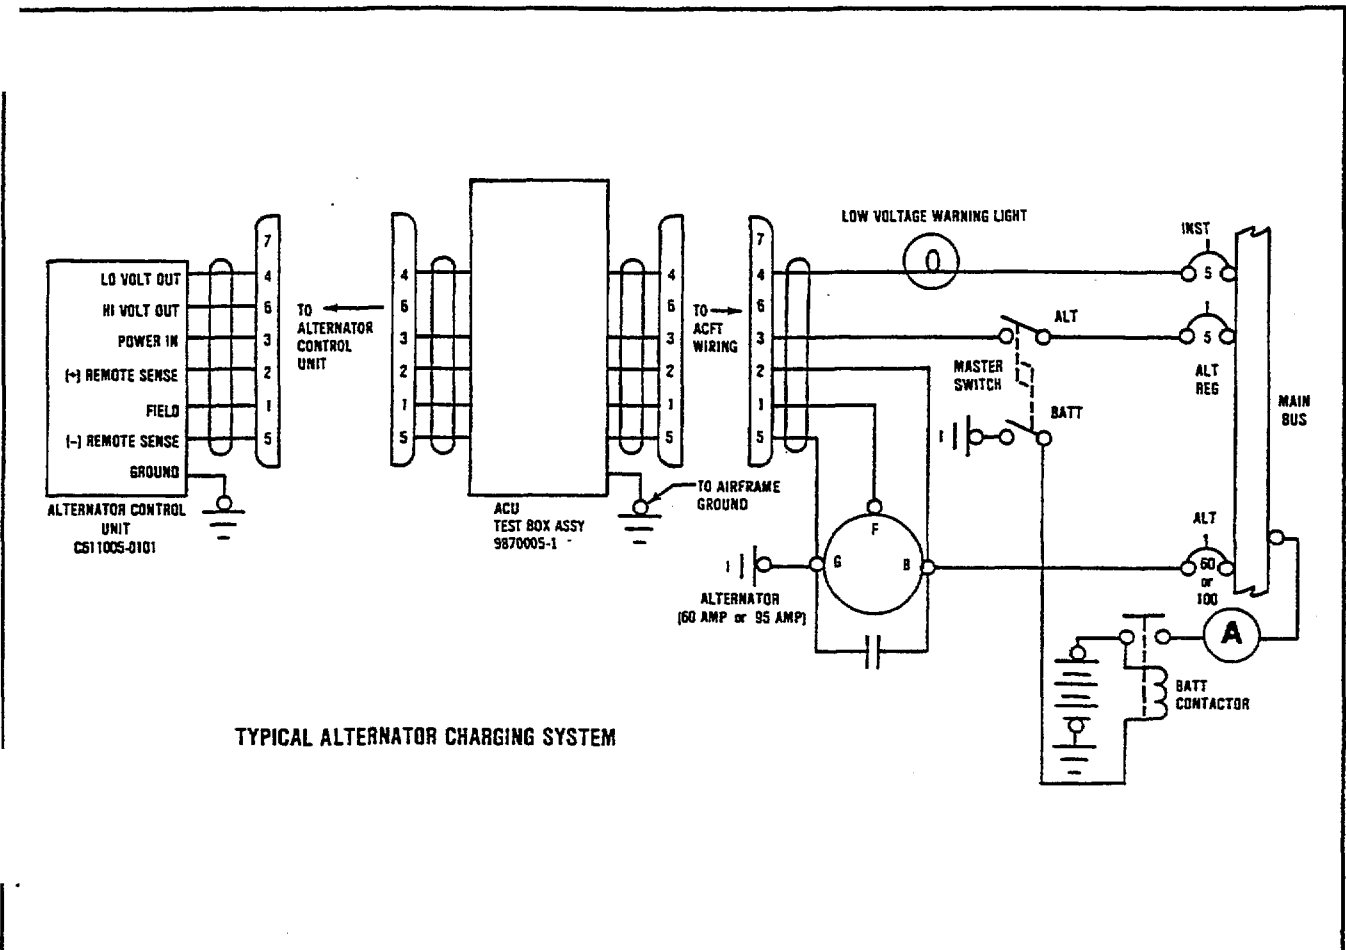 LO VOLT OUT
HI VOLT OUT
POWER IN
(+) REMOTE SENSE
FIELD
(-) REMOTE SENSE
GROUND
ALTERNATOR CONTROL
UNIT
C611005-0101
7
4
6
3
2
1
5
TO
ALTERNATOR
CONTROL
UNIT
4
6
3
2
1
5
ACU
TEST BOX ASSY
9870005-1
4
6
3
2
1
5
TO AIRFRAME
GROUND
TO
ACFT
WIRING
7
4
6
3
2
1
5
LOW VOLTAGE WARNING LIGHT
INST
5
ALT
5
ALT
REG
MASTER
SWITCH
BATT
1
MAIN
BUS
F
G
B
1
ALTERNATOR
(60 AMP or 95 AMP)
ALT
60
or
100
A
BATT
CONTACTOR
TYPICAL ALTERNATOR CHARGING SYSTEM